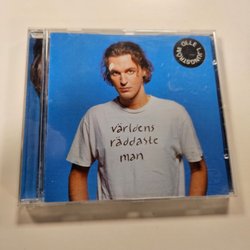 OLLE LJUNGSTRÖM
världens
räddaste
man